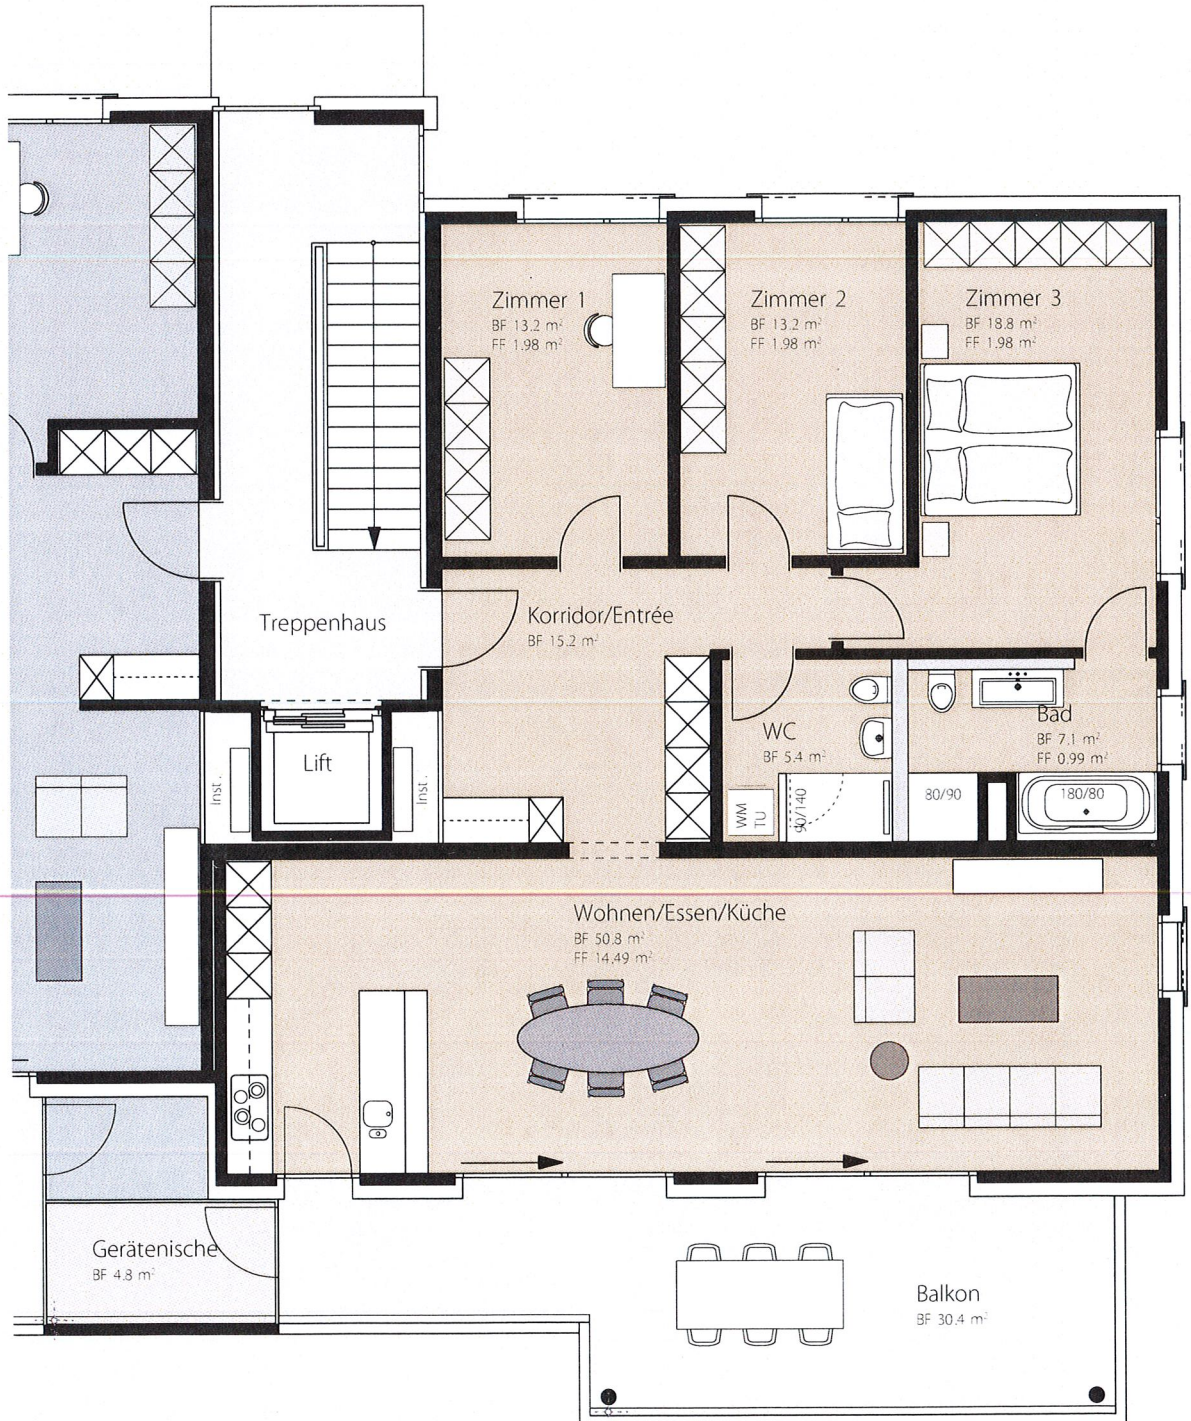 Zimmer 1
BF 13.2 m²
FF 1.98 m²
Zimmer 2
BF 13.2 m²
FF 1.98 m²
Zimmer 3
BF 18.8 m²
FF 1.98 m²
Treppenhaus
Korridor/Entrée
BF 15.2 m²
WC
BF 5.4 m²
Bad
BF 7.1 m²
FF 0.99 m²
Lift
Inst.
Inst.
WM
TU
90/140
80/90
180/80
Wohnen/Essen/Küche
BF 50.8 m²
FF 14.49 m²
Gerätenische
BF 4.8 m²
Balkon
BF 30.4 m²